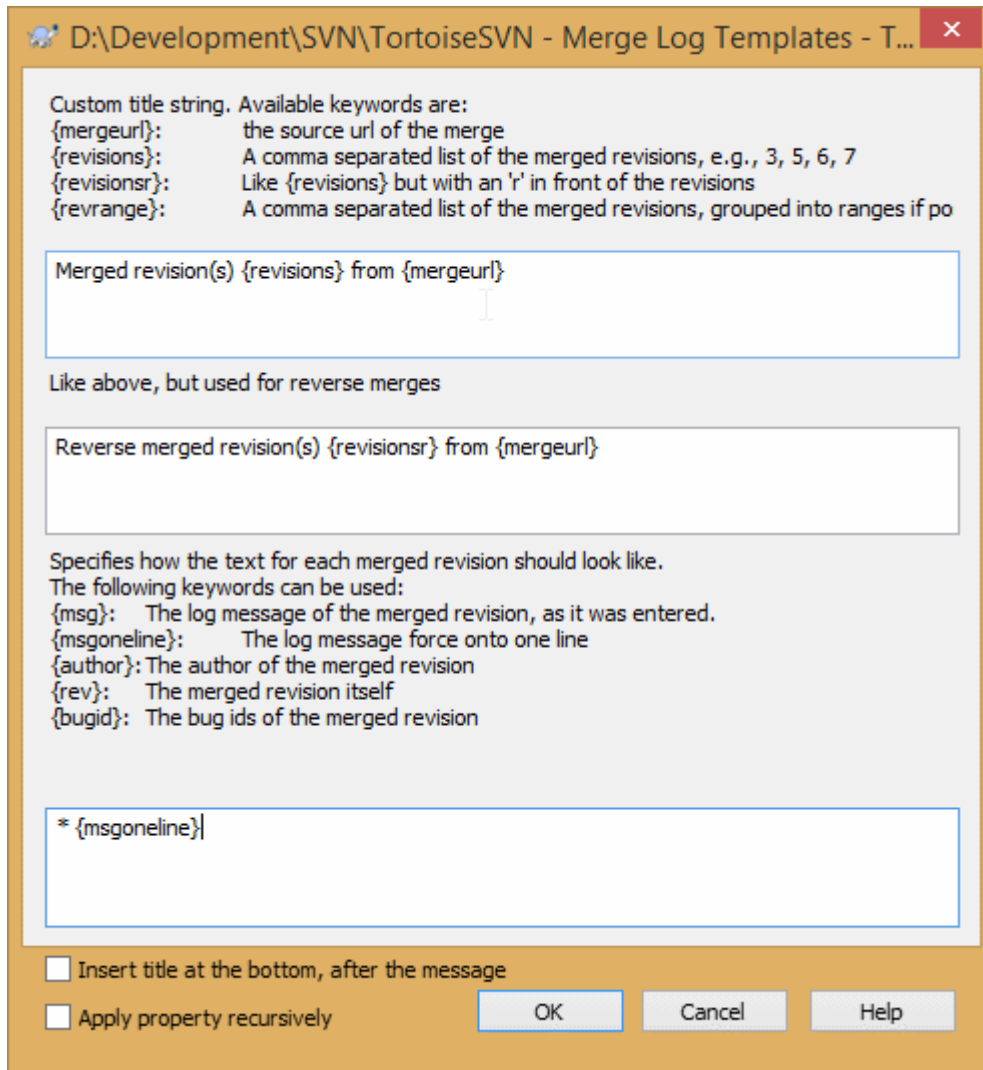 D:\Development\SVN\TortoiseSVN - Merge Log Templates - T...
Custom title string. Available keywords are:
{mergeurl}: the source url of the merge
{revisions}: A comma separated list of the merged revisions, e.g., 3, 5, 6, 7
{revisionsr}: Like {revisions} but with an 'r' in front of the revisions
{revrange}: A comma separated list of the merged revisions, grouped into ranges if po
Merged revision(s) {revisions} from {mergeurl}
Like above, but used for reverse merges
Reverse merged revision(s) {revisionsr} from {mergeurl}
Specifies how the text for each merged revision should look like.
The following keywords can be used:
{msg}: The log message of the merged revision, as it was entered.
{msgoneline}: The log message force onto one line
{author}: The author of the merged revision
{rev}: The merged revision itself
{bugid}: The bug ids of the merged revision
* {msgoneline}
Insert title at the bottom, after the message
Apply property recursively
OK Cancel Help